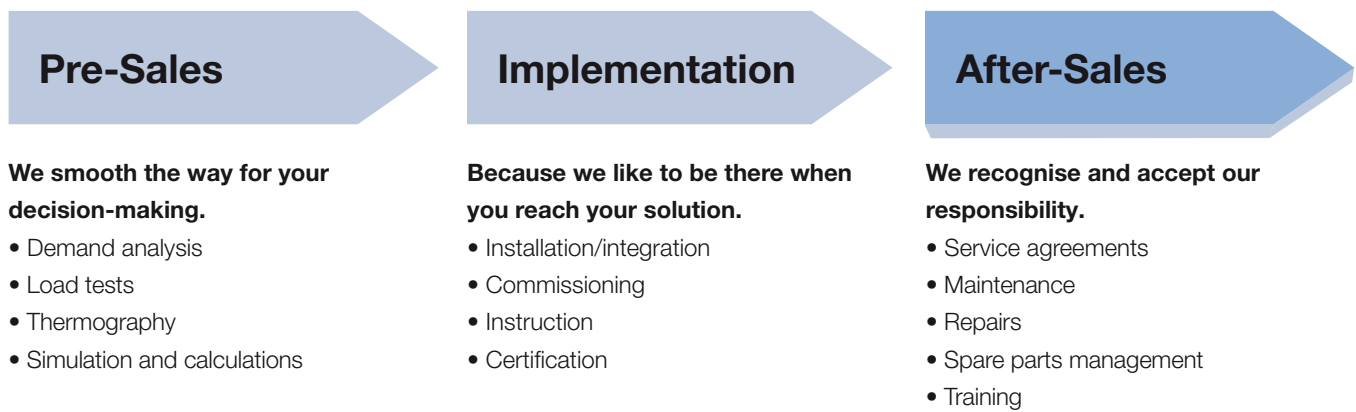 Pre-Sales
We smooth the way for your
decision-making.
• Demand analysis
• Load tests
• Thermography
• Simulation and calculations
Implementation
Because we like to be there when
you reach your solution.
• Installation/integration
• Commissioning
• Instruction
• Certification
After-Sales
We recognise and accept our
responsibility.
• Service agreements
• Maintenance
• Repairs
• Spare parts management
• Training